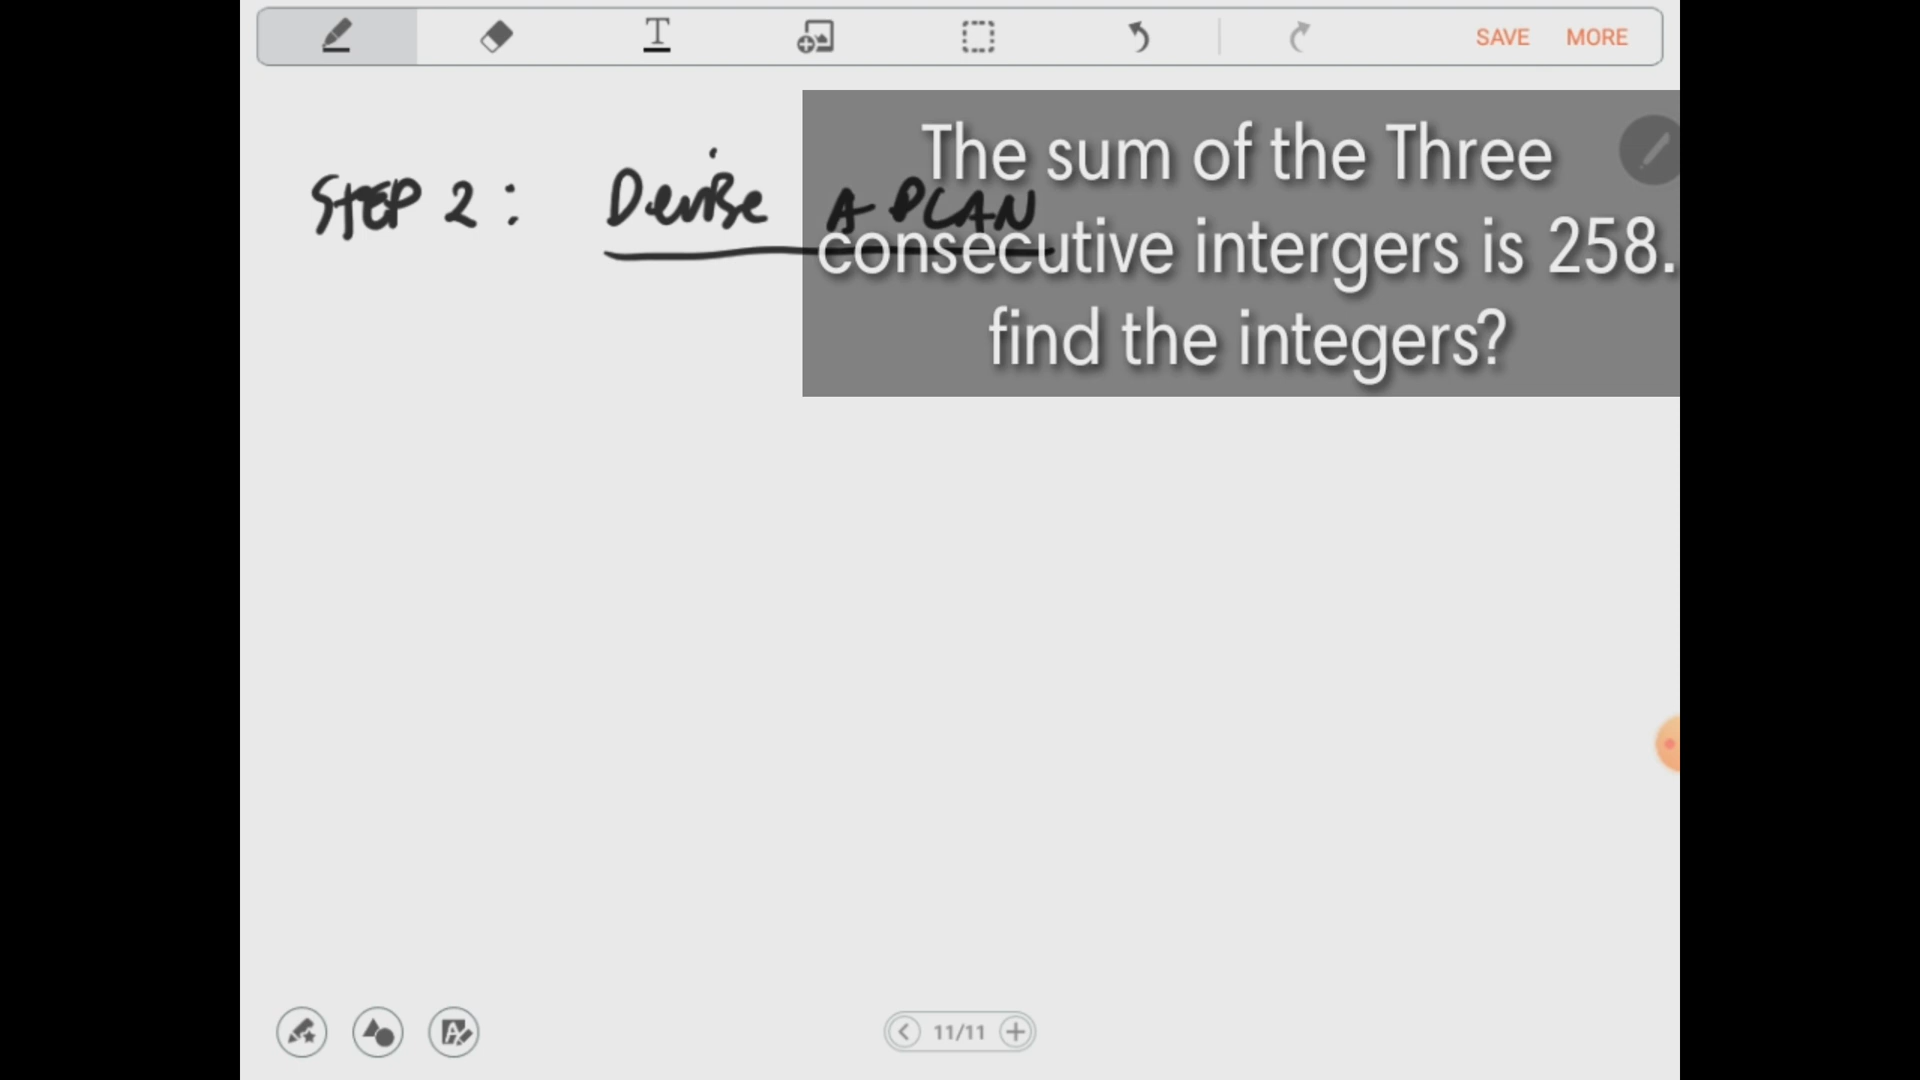 T
SAVE MORE
STEP 2 : Devise A PLAN
The sum of the Three
consecutive intergers is 258.
find the integers?
11/11